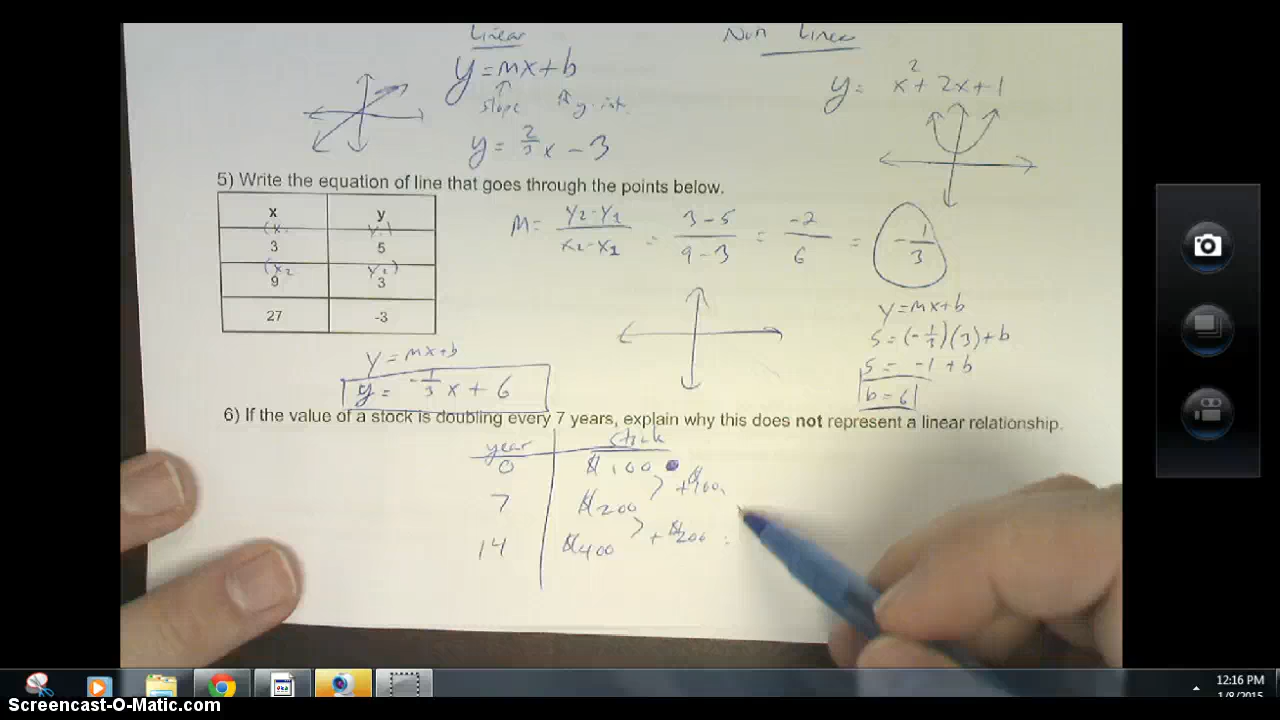 Linear Non Linear
y = mx + b
slope y-int.
y = x² + 2x + 1
y = 2/3 x - 3
5) Write the equation of line that goes through the points below.
x y
(x₁ y₁)
3 5
(x₂ y₂)
9 3
27 -3
M = y₂-y₁ / x₂-x₁ = 3-5 / 9-3 = -2 / 6 = -1/3
y = mx+b
5 = (-1/3)(3) + b
5 = -1 + b
b = 6
y = mx+b
y = -1/3 x + 6
6) If the value of a stock is doubling every 7 years, explain why this does not represent a linear relationship.
year stock
0 $100
+$100
7 $200
+$200
14 $400
12:16 PM
1/8/2015
Screencast-O-Matic.com